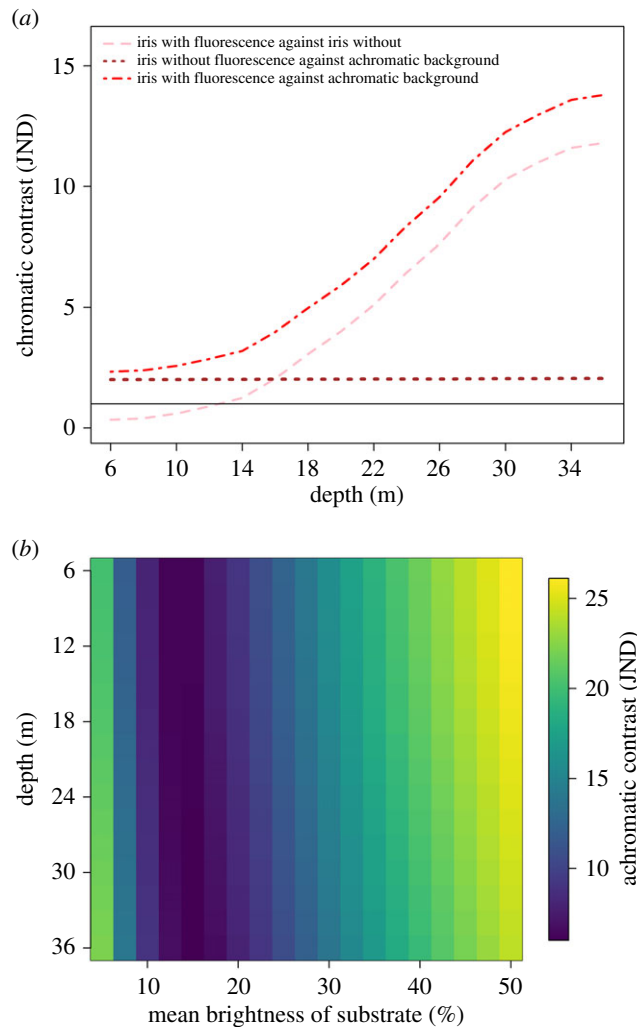 (a)
iris with fluorescence against iris without
iris without fluorescence against achromatic background
iris with fluorescence against achromatic background
15
10
5
0
chromatic contrast (JND)
6 10 14 18 22 26 30 34
depth (m)
(b)
6
12
18
24
30
36
depth (m)
10 20 30 40 50
mean brightness of substrate (%)
25
20
15
10
achromatic contrast (JND)